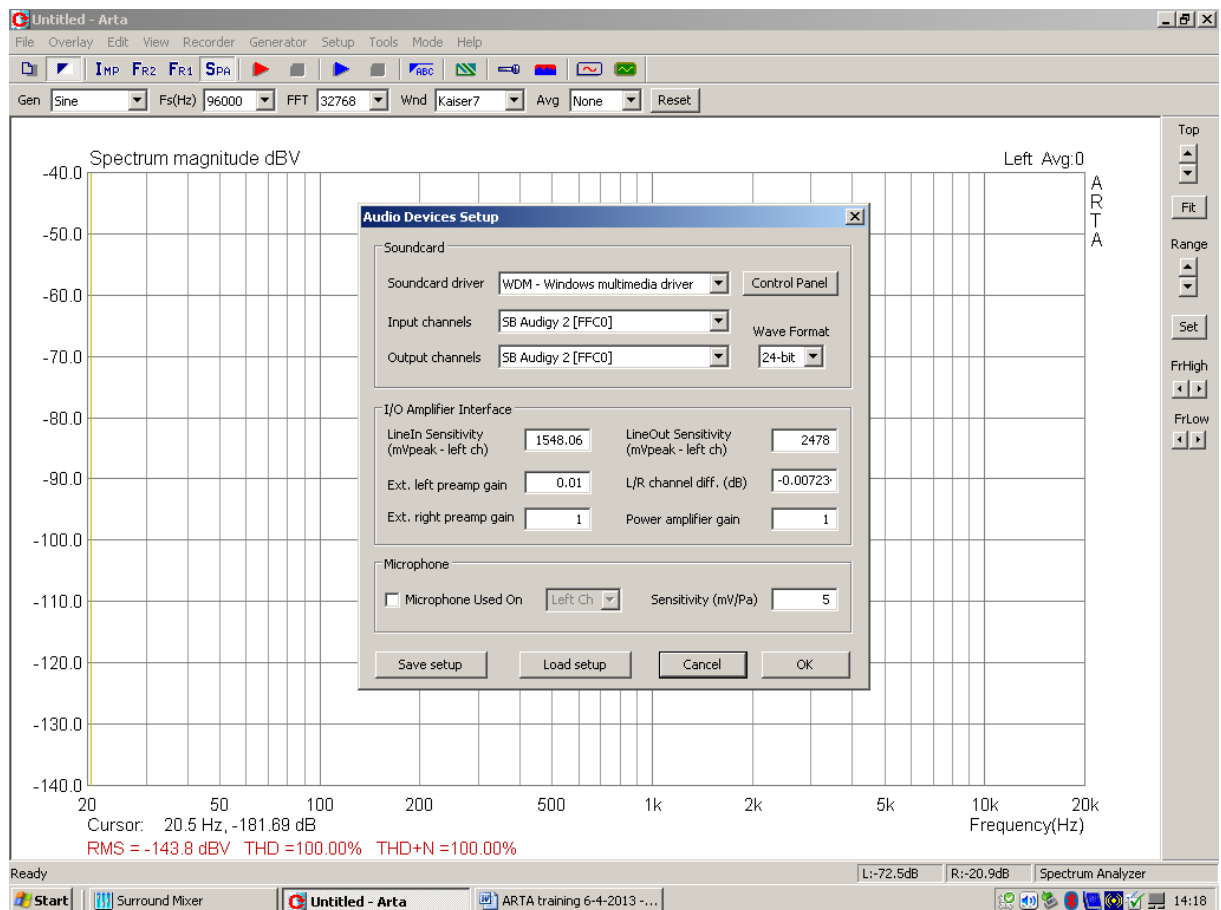 Untitled - Arta
File Overlay Edit View Recorder Generator Setup Tools Mode Help
IMP FR2 FR1 SPA ABC
Gen Sine Fs(Hz) 96000 FFT 32768 Wnd Kaiser7 Avg None Reset
Spectrum magnitude dBV
Left Avg:0
ARTA
-40.0
-50.0
-60.0
-70.0
-80.0
-90.0
-100.0
-110.0
-120.0
-130.0
-140.0
20 50 100 200 500 1k 2k 5k 10k 20k
Cursor: 20.5 Hz, -181.69 dB
Frequency(Hz)
RMS = -143.8 dBV THD =100.00% THD+N =100.00%
Top
Fit
Range
Set
FrHigh
FrLow
Audio Devices Setup
Soundcard
Soundcard driver WDM - Windows multimedia driver Control Panel
Input channels SB Audigy 2 [FFC0]
Wave Format
Output channels SB Audigy 2 [FFC0] 24-bit
I/O Amplifier Interface
LineIn Sensitivity
(mVpeak - left ch) 1548.06
LineOut Sensitivity
(mVpeak - left ch) 2478
Ext. left preamp gain 0.01
L/R channel diff. (dB) -0.00723
Ext. right preamp gain 1
Power amplifier gain 1
Microphone
Microphone Used On Left Ch Sensitivity (mV/Pa) 5
Save setup Load setup Cancel OK
Ready
L:-72.5dB R:-20.9dB Spectrum Analyzer
Start Surround Mixer Untitled - Arta ARTA training 6-4-2013 -... 14:18